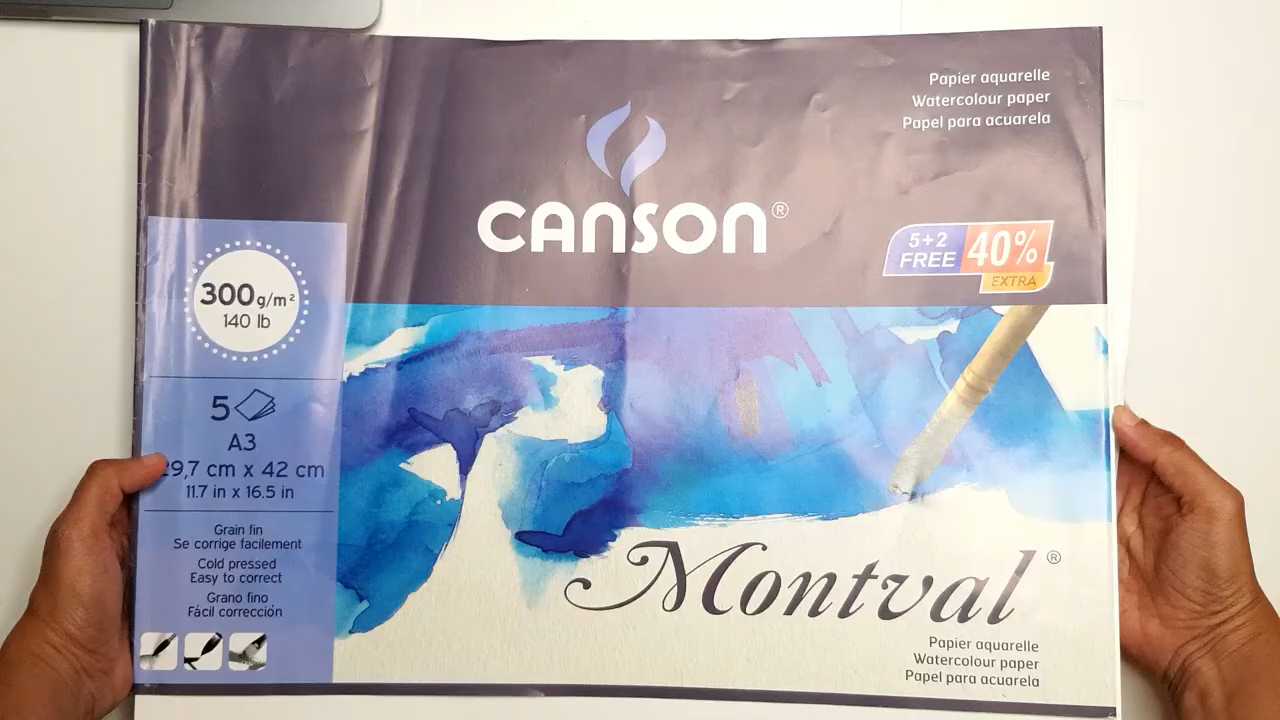 Papier aquarelle
Watercolour paper
Papel para acuarela
CANSON®
5+2
FREE
40%
EXTRA
300g/m²
140 lb
5
A3
29,7 cm x 42 cm
11.7 in x 16.5 in
Grain fin
Se corrige facilement
Cold pressed
Easy to correct
Grano fino
Fácil corrección
Montval®
Papier aquarelle
Watercolour paper
Papel para acuarela